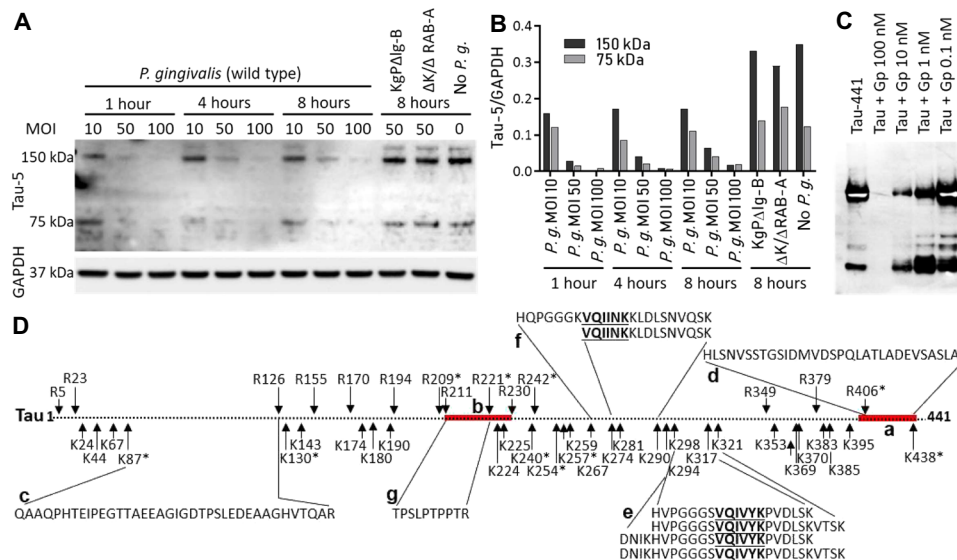 A
P. gingivalis (wild type)
KgPΔIg-B
ΔK/Δ RAB-A
No P. g.
1 hour 4 hours 8 hours 8 hours
MOI 10 50 100 10 50 100 10 50 100 50 50 0
Tau-5
150 kDa
75 kDa
GAPDH
37 kDa
B
Tau-5/GAPDH
0.4
0.3
0.2
0.1
0.0
150 kDa
75 kDa
P. g. MOI 10
P. g. MOI 50
P. g. MOI 100
P. g. MOI 10
P. g. MOI 50
P. g. MOI 100
P. g. MOI 10
P. g. MOI 50
P. g. MOI 100
KgPΔIg-B
ΔK/ΔRAB-A
No P. g.
1 hour 4 hours 8 hours 8 hours
C
Tau-441
Tau + Gp 100 nM
Tau + Gp 10 nM
Tau + Gp 1 nM
Tau + Gp 0.1 nM
D
HQPGGGKVQIINKKLDLSNVQSK
VQIINKKLDLSNVQSK
f
HLSNVSSTGSIDMVDSPQLATLADEVSASLA
d
R5 R23 R126 R155 R170 R194 R209* R211 R221* R230 R242* R349 R379 R406*
b
Tau 1 441
a
K24 K44 K67 K87* K130* K143 K174 K180 K190 K224 K225 K240* K254* K257* K259 K267 K274 K281 K290 K294 K298 K317 K321 K353 K369 K370 K383 K385 K395 K438*
c
QAAQPHTEIPEGTTAEEAGIGDTPSLEDEAAGHVTQAR
g
TPSLPTPPTR
e
HVPGGGSVQIVYKPVDLSK
HVPGGGSVQIVYKPVDLSKVTSK
DNIKHVPGGGSVQIVYKPVDLSK
DNIKHVPGGGSVQIVYKPVDLSKVTSK